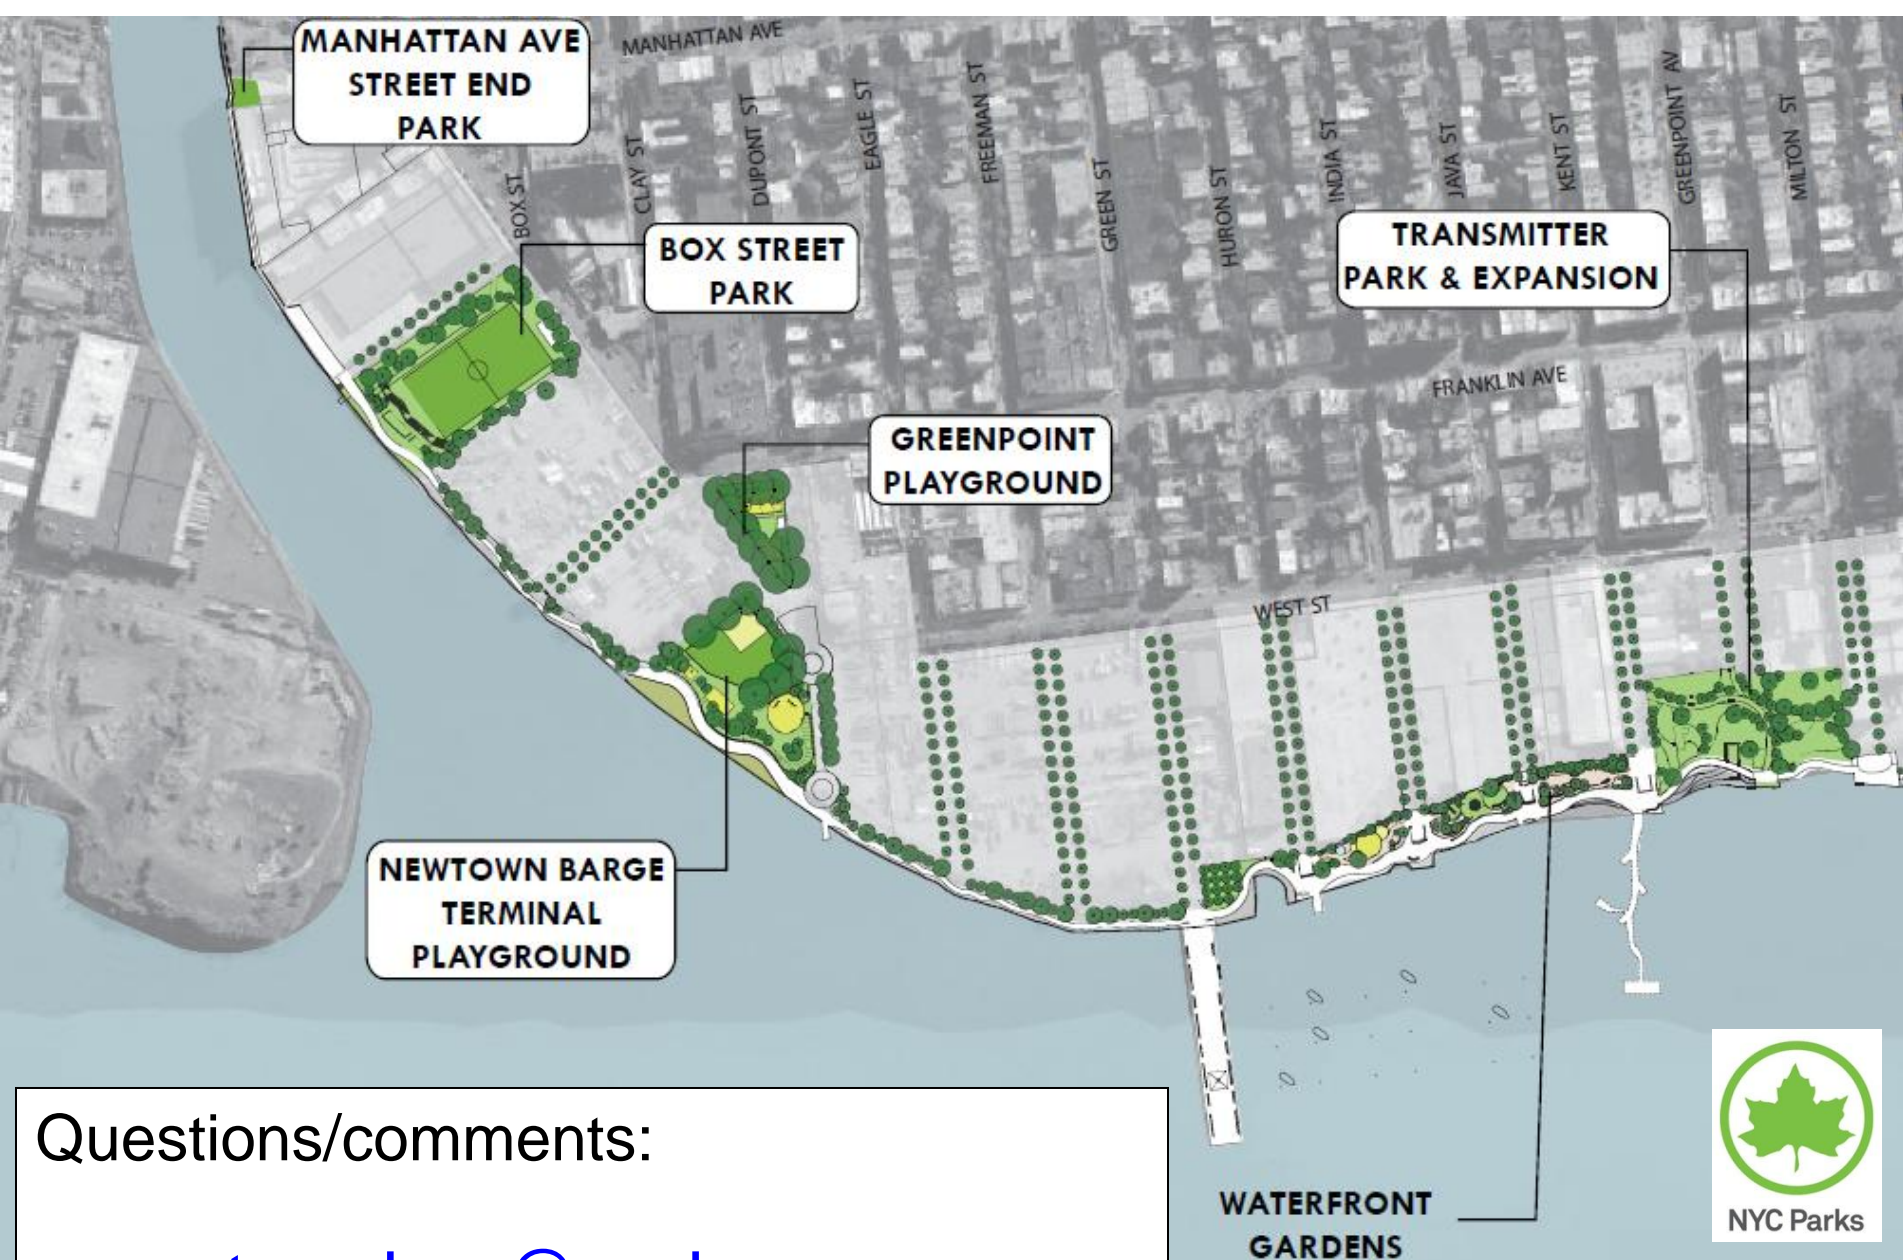 MANHATTAN AVE
STREET END
PARK
MANHATTAN AVE
BOX ST
CLAY ST
DUPONT ST
EAGLE ST
FREEMAN ST
GREEN ST
HURON ST
INDIA ST
JAVA ST
KENT ST
GREENPOINT AV
MILTON ST
BOX STREET
PARK
TRANSMITTER
PARK & EXPANSION
FRANKLIN AVE
GREENPOINT
PLAYGROUND
WEST ST
NEWTOWN BARGE
TERMINAL
PLAYGROUND
WATERFRONT
GARDENS
Questions/comments:
NYC Parks